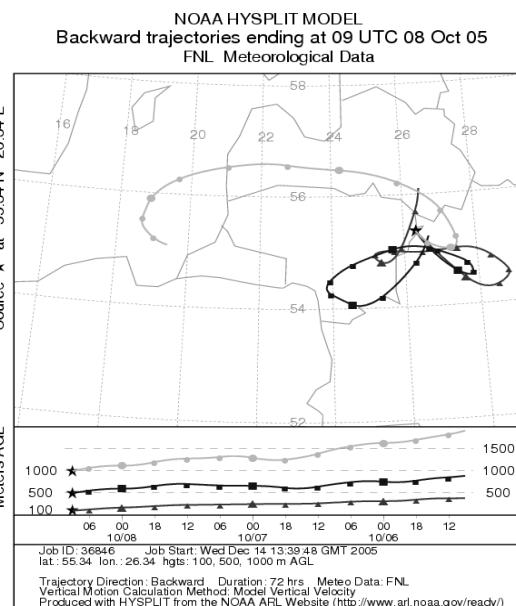 NOAA HYSPLIT MODEL
Backward trajectories ending at 09 UTC 08 Oct 05
FNL Meteorological Data
16
18
20
22
24
26
28
58
56
54
52
Source ★ at
Meters AGL
1000
500
100
1500
1000
500
06 00 18 12 06 00 18 12 06 00 18 12
10/08 10/07 10/06
Job ID: 36846 Job Start: Wed Dec 14 13:39:48 GMT 2005
lat.: 55.34 lon.: 26.34 hgts: 100, 500, 1000 m AGL
Trajectory Direction: Backward Duration: 72 hrs Meteo Data: FNL
Vertical Motion Calculation Method: Model Vertical Velocity
Produced with HYSPLIT from the NOAA ARL Website (http://www.arl.noaa.gov/ready/)